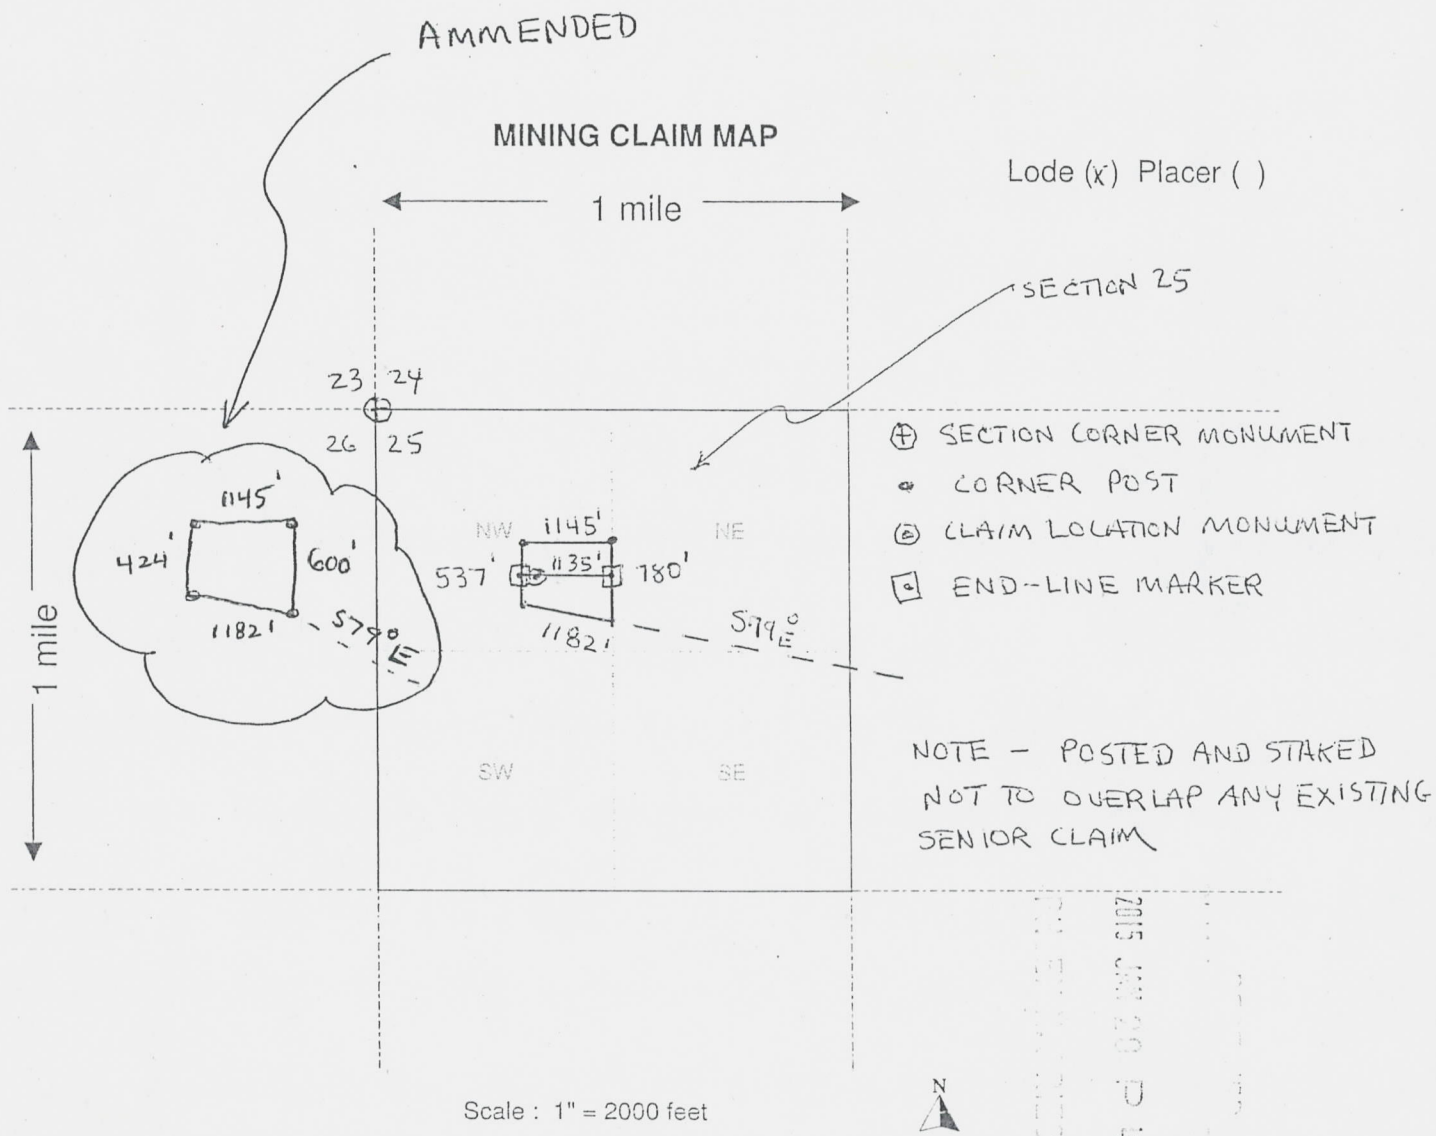 AMMENDED
MINING CLAIM MAP
Lode (x) Placer ( )
1 mile
SECTION 25
23 24
26 25
⊕ SECTION CORNER MONUMENT
CORNER POST
CLAIM LOCATION MONUMENT
END-LINE MARKER
1145'
424'
600'
1182'
S79°E
NW
NE
1145'
537'
1135'
780'
1182'
S79°E
1 mile
SW
SE
NOTE - POSTED AND STAKED
NOT TO OVERLAP ANY EXISTING
SENIOR CLAIM
2015 JAN 20 P
Scale : 1" = 2000 feet
N